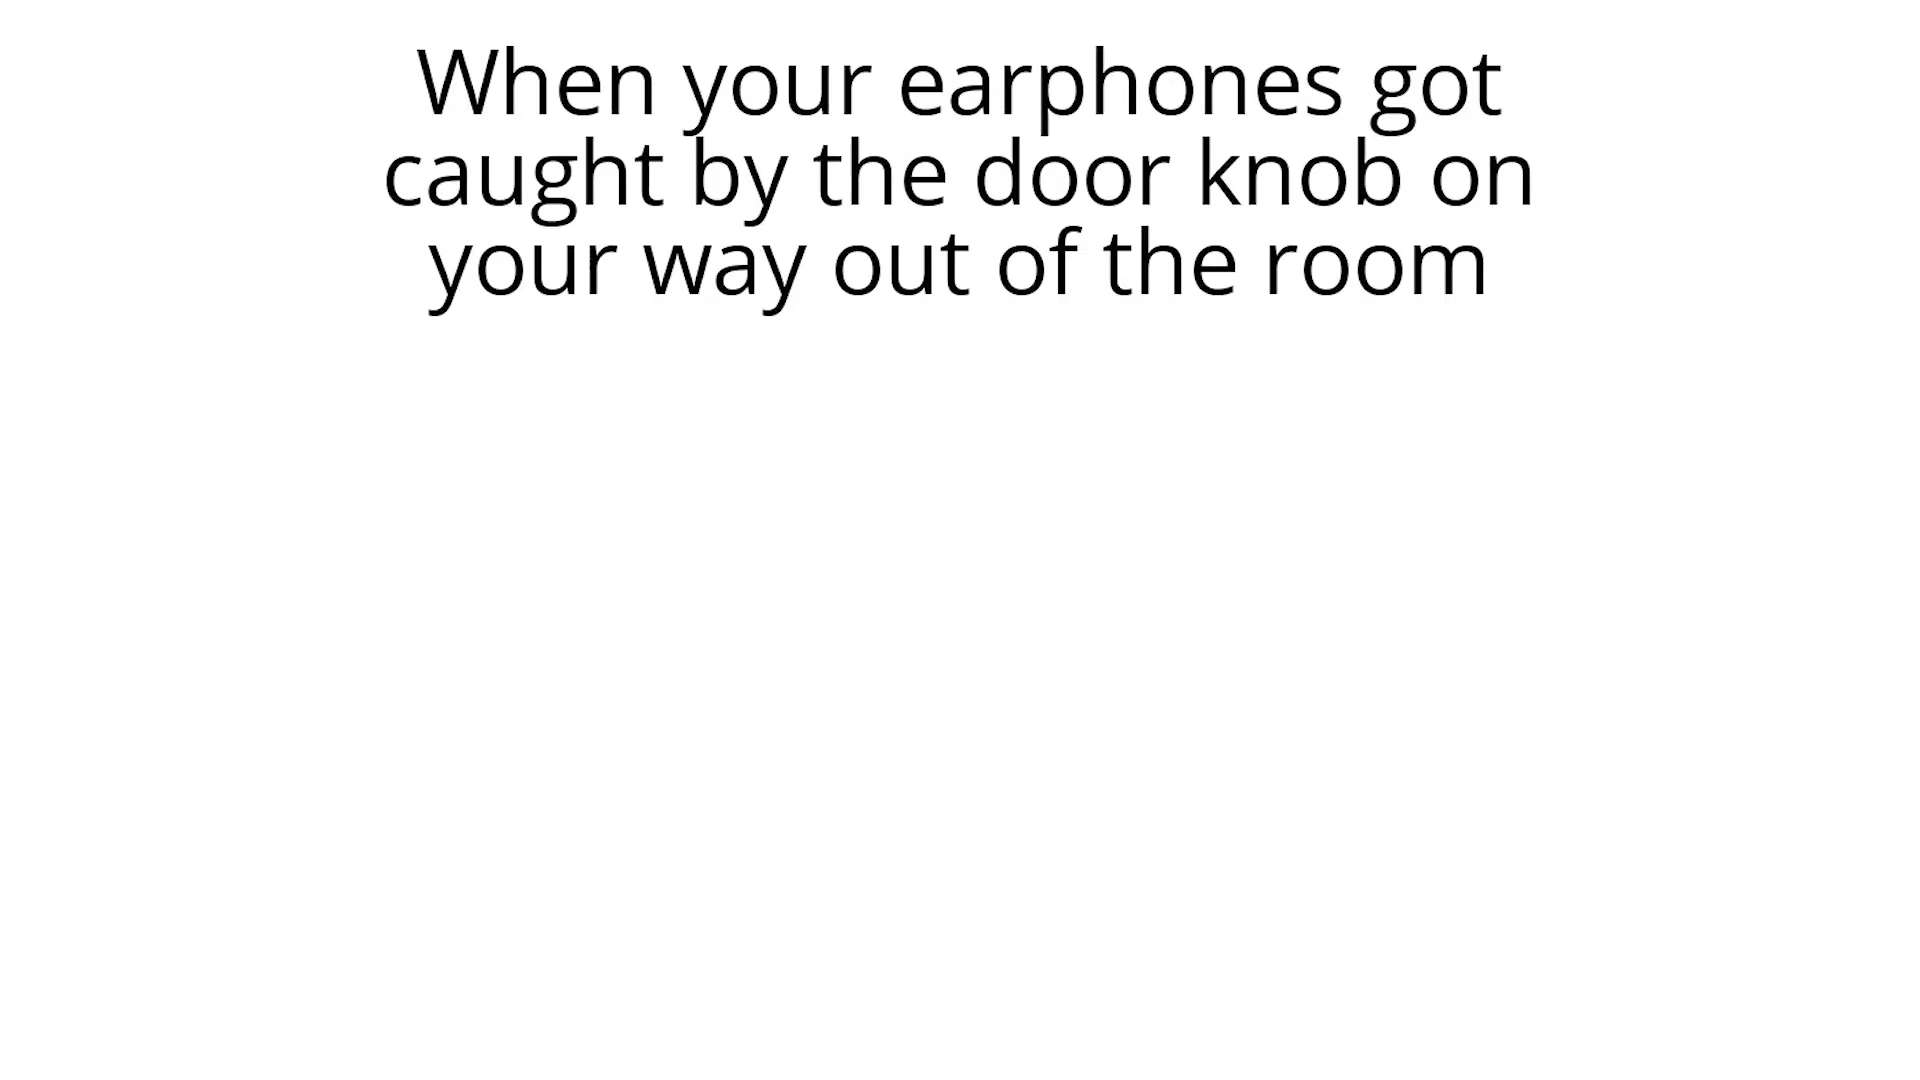 When your earphones got
caught by the door knob on
your way out of the room